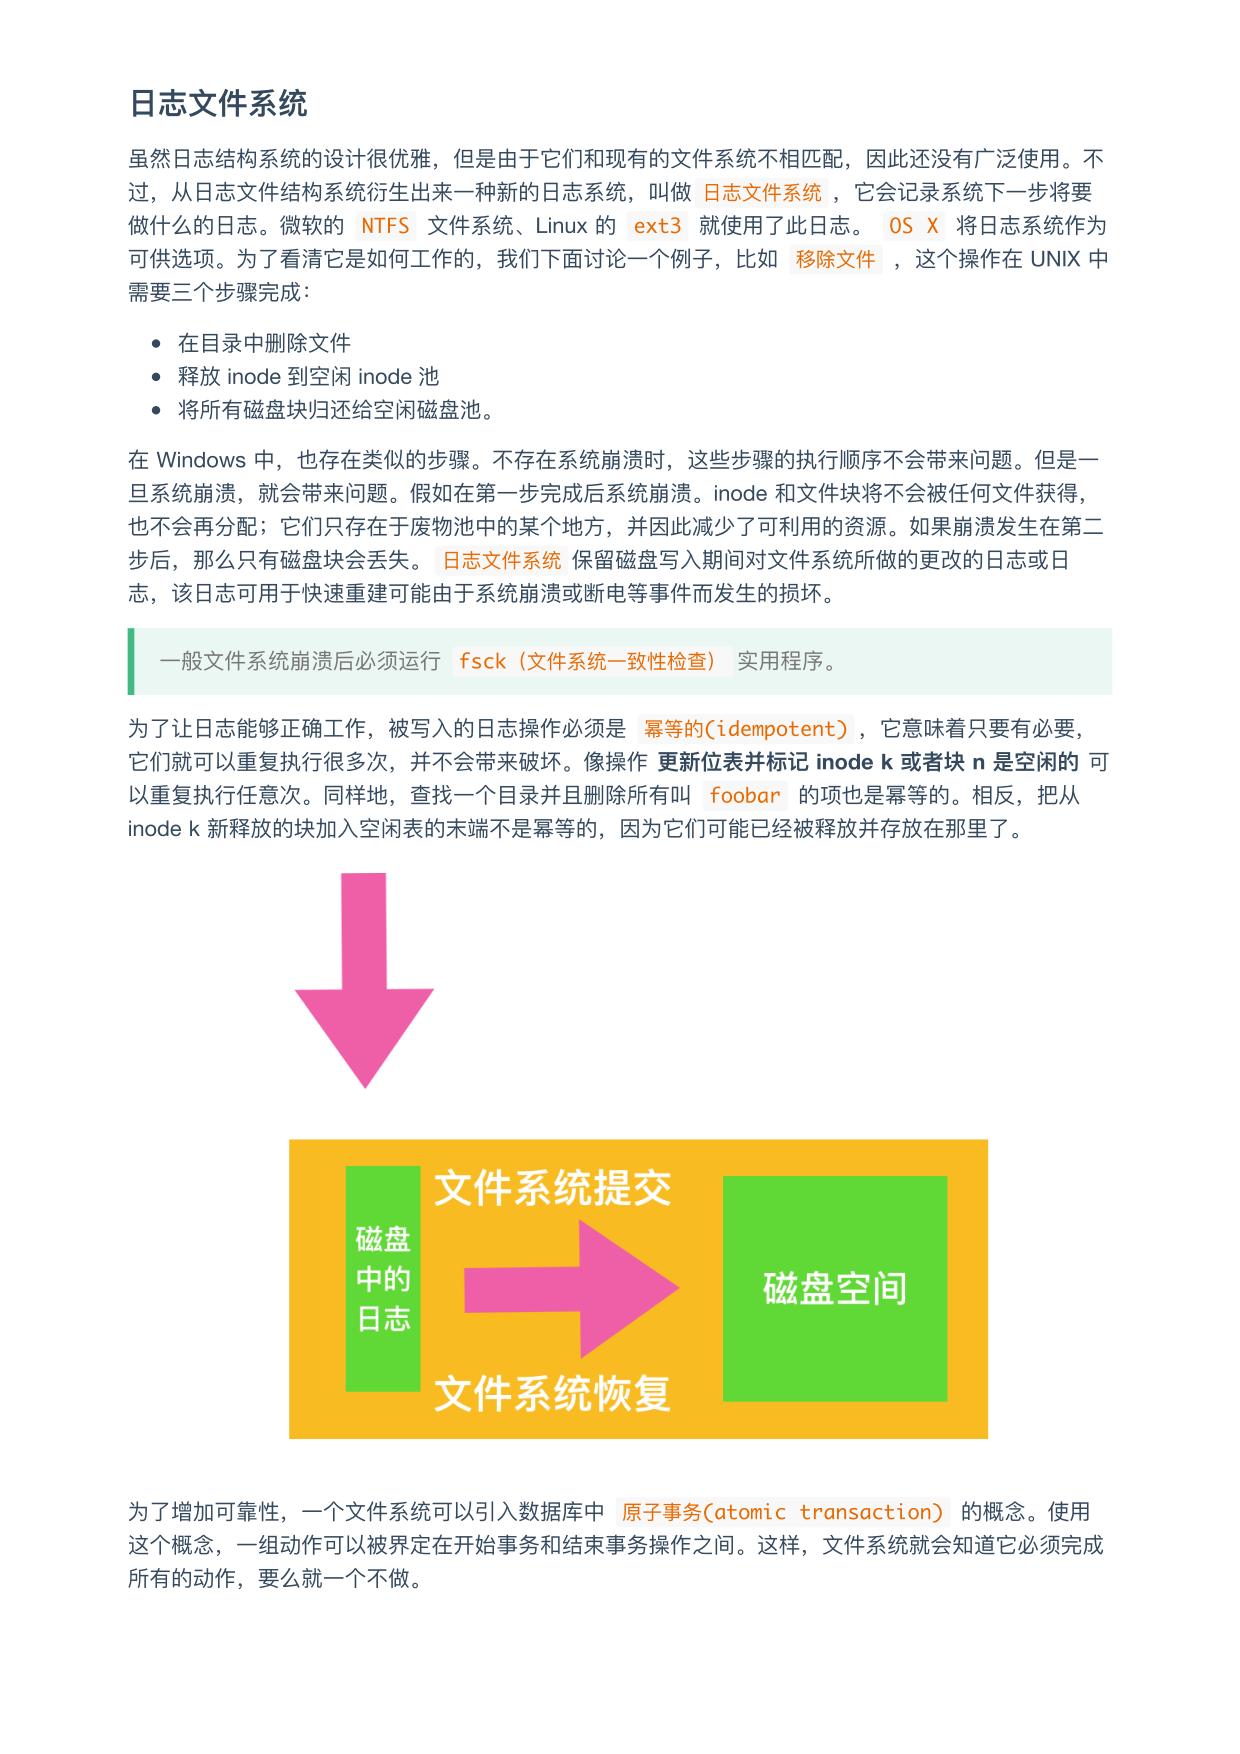 日志文件系统
虽然日志结构系统的设计很优雅，但是由于它们和现有的文件系统不相匹配，因此还没有广泛使用。不
过，从日志文件结构系统衍生出来一种新的日志系统，叫做 日志文件系统 ，它会记录系统下一步将要
做什么的日志。微软的 NTFS 文件系统、Linux 的 ext3 就使用了此日志。 OS X 将日志系统作为
可供选项。为了看清它是如何工作的，我们下面讨论一个例子，比如 移除文件 ，这个操作在 UNIX 中
需要三个步骤完成：
• 在目录中删除文件
• 释放 inode 到空闲 inode 池
• 将所有磁盘块归还给空闲磁盘池。
在 Windows 中，也存在类似的步骤。不存在系统崩溃时，这些步骤的执行顺序不会带来问题。但是一
旦系统崩溃，就会带来问题。假如在第一步完成后系统崩溃。inode 和文件块将不会被任何文件获得，
也不会再分配；它们只存在于废物池中的某个地方，并因此减少了可利用的资源。如果崩溃发生在第二
步后，那么只有磁盘块会丢失。 日志文件系统 保留磁盘写入期间对文件系统所做的更改的日志或日
志，该日志可用于快速重建可能由于系统崩溃或断电等事件而发生的损坏。
一般文件系统崩溃后必须运行 fsck（文件系统一致性检查） 实用程序。
为了让日志能够正确工作，被写入的日志操作必须是 幂等的(idempotent) ，它意味着只要有必要，
它们就可以重复执行很多次，并不会带来破坏。像操作 更新位表并标记 inode k 或者块 n 是空闲的 可
以重复执行任意次。同样地，查找一个目录并且删除所有叫 foobar 的项也是幂等的。相反，把从
inode k 新释放的块加入空闲表的末端不是幂等的，因为它们可能已经被释放并存放在那里了。
文件系统提交
磁盘
中的
日志
磁盘空间
文件系统恢复
为了增加可靠性，一个文件系统可以引入数据库中 原子事务(atomic transaction) 的概念。使用
这个概念，一组动作可以被界定在开始事务和结束事务操作之间。这样，文件系统就会知道它必须完成
所有的动作，要么就一个不做。